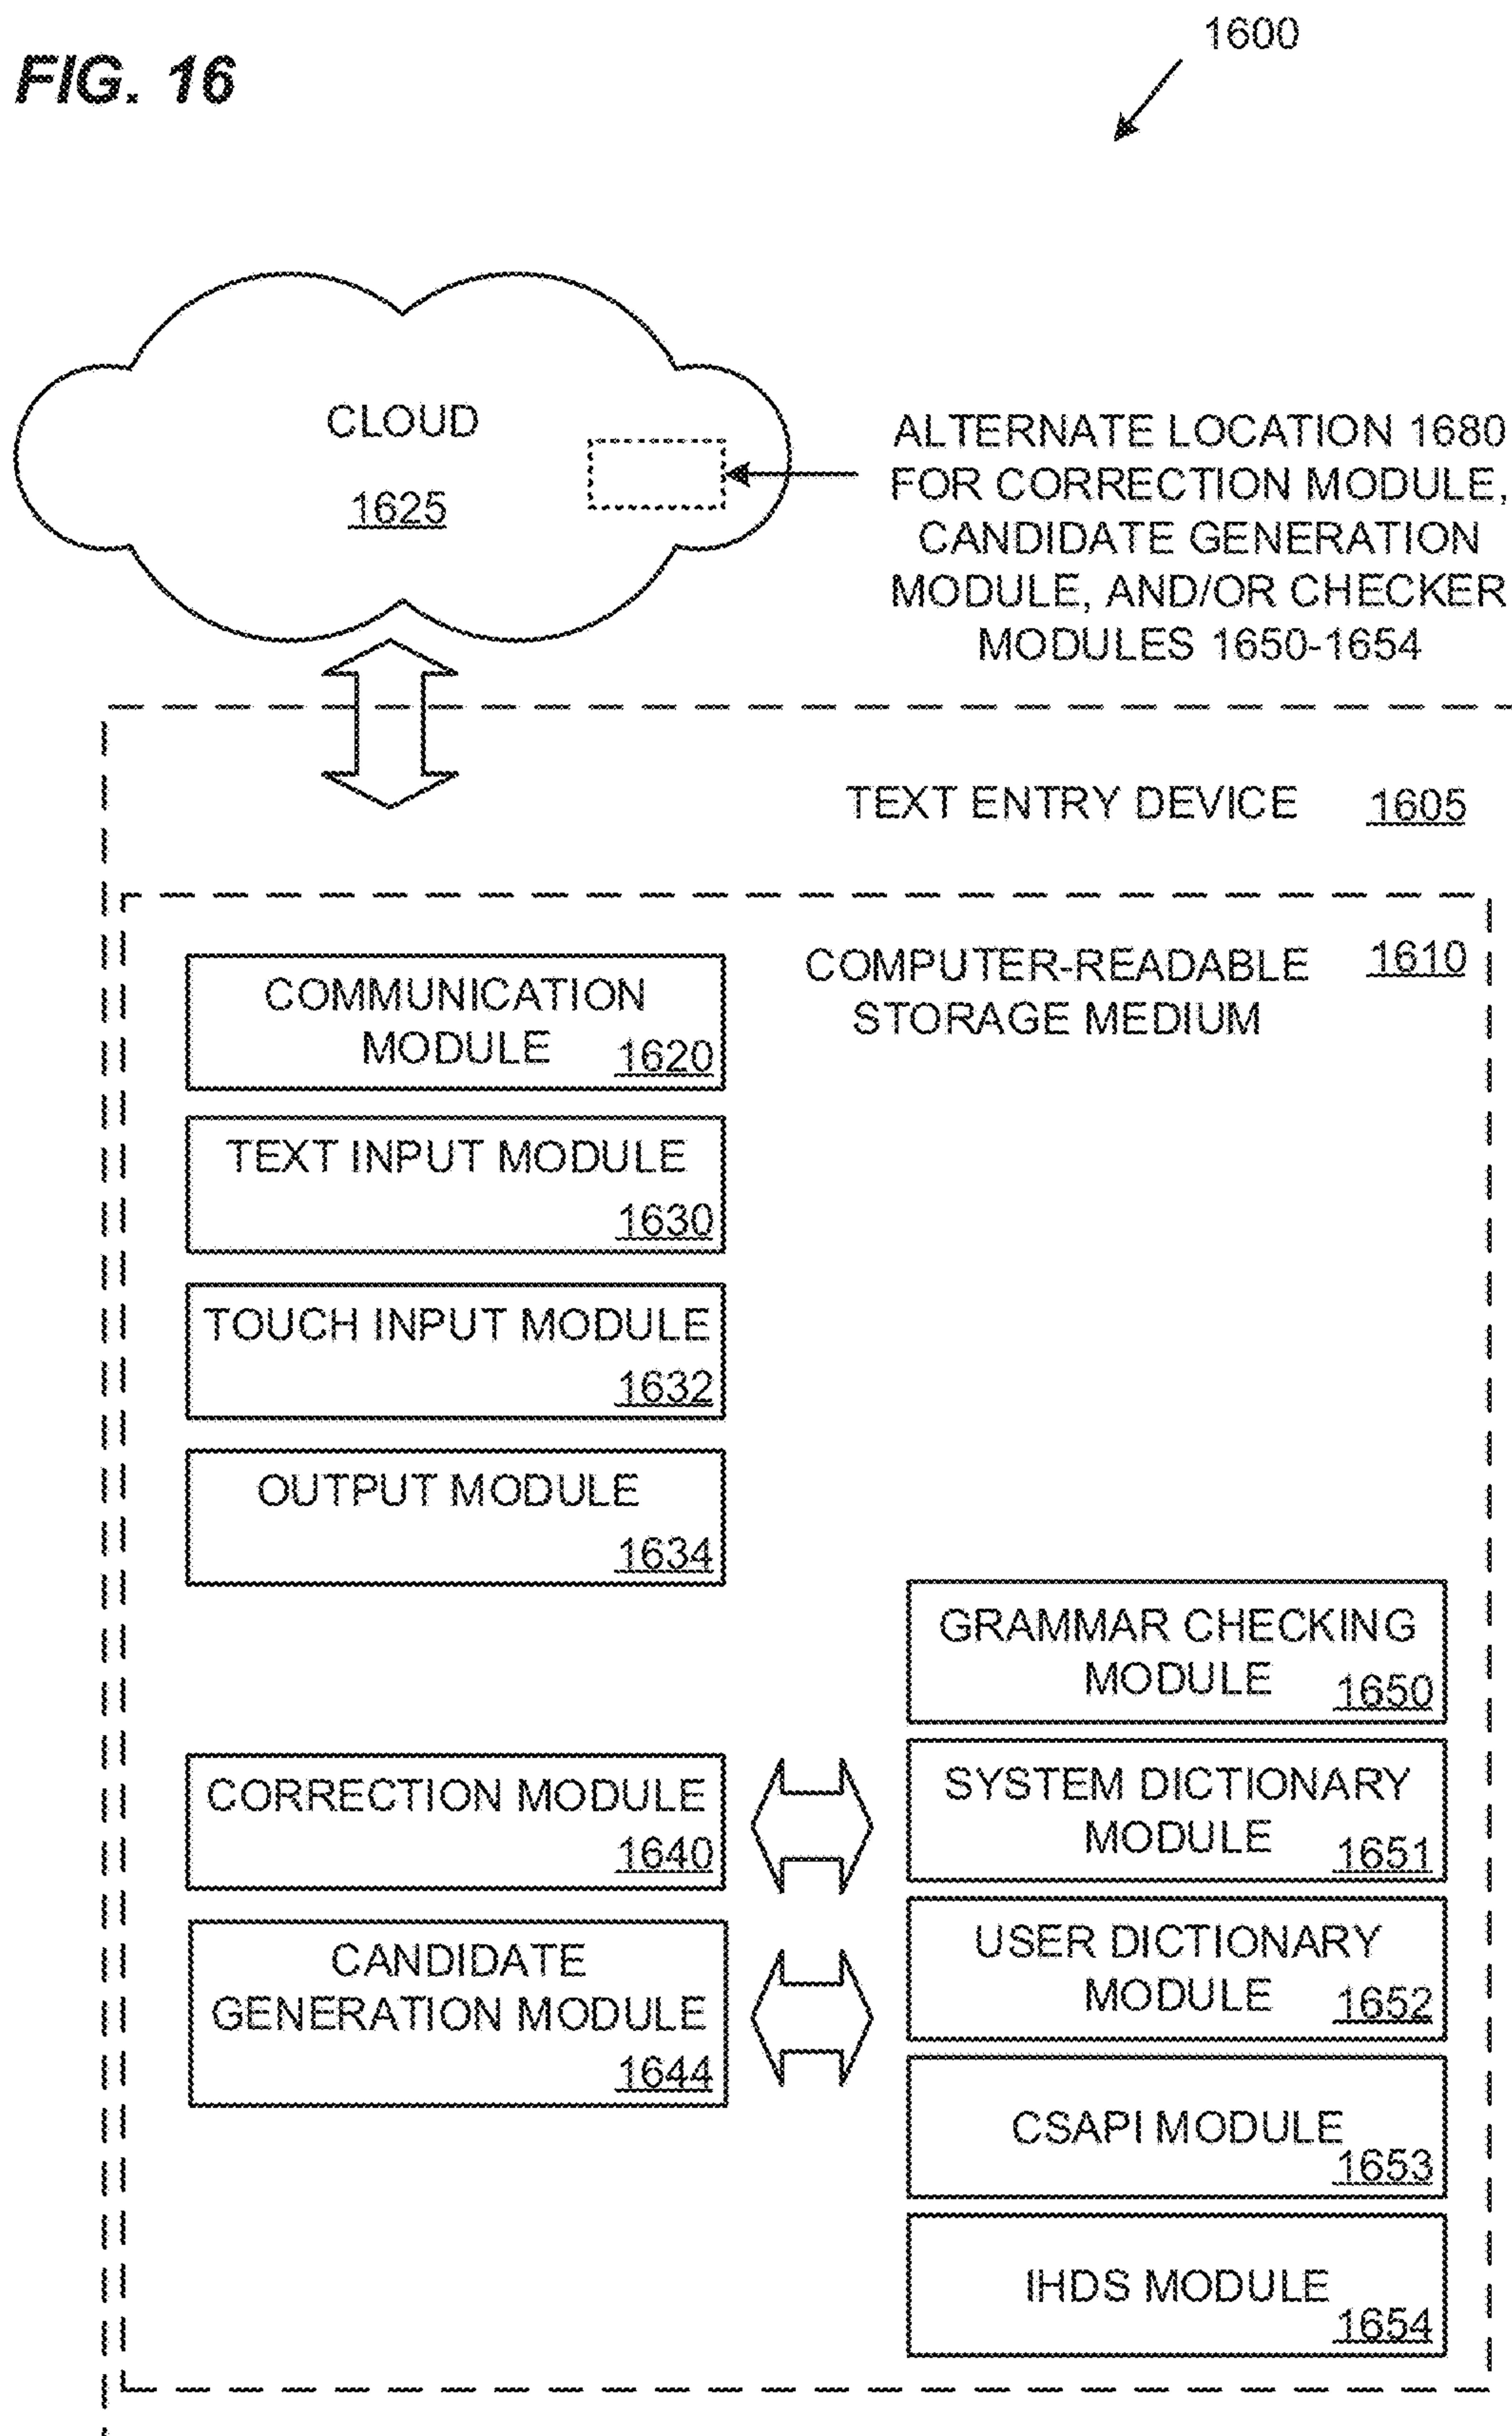 FIG. 16
1600
CLOUD
1625
ALTERNATE LOCATION 1680
FOR CORRECTION MODULE,
CANDIDATE GENERATION
MODULE, AND/OR CHECKER
MODULES 1650-1654
TEXT ENTRY DEVICE 1605
COMPUTER-READABLE 1610
STORAGE MEDIUM
COMMUNICATION
MODULE 1620
TEXT INPUT MODULE
1630
TOUCH INPUT MODULE
1632
OUTPUT MODULE
1634
CORRECTION MODULE
1640
CANDIDATE
GENERATION MODULE
1644
GRAMMAR CHECKING
MODULE 1650
SYSTEM DICTIONARY
MODULE 1651
USER DICTIONARY
MODULE 1652
CSAPI MODULE
1653
IHDS MODULE
1654